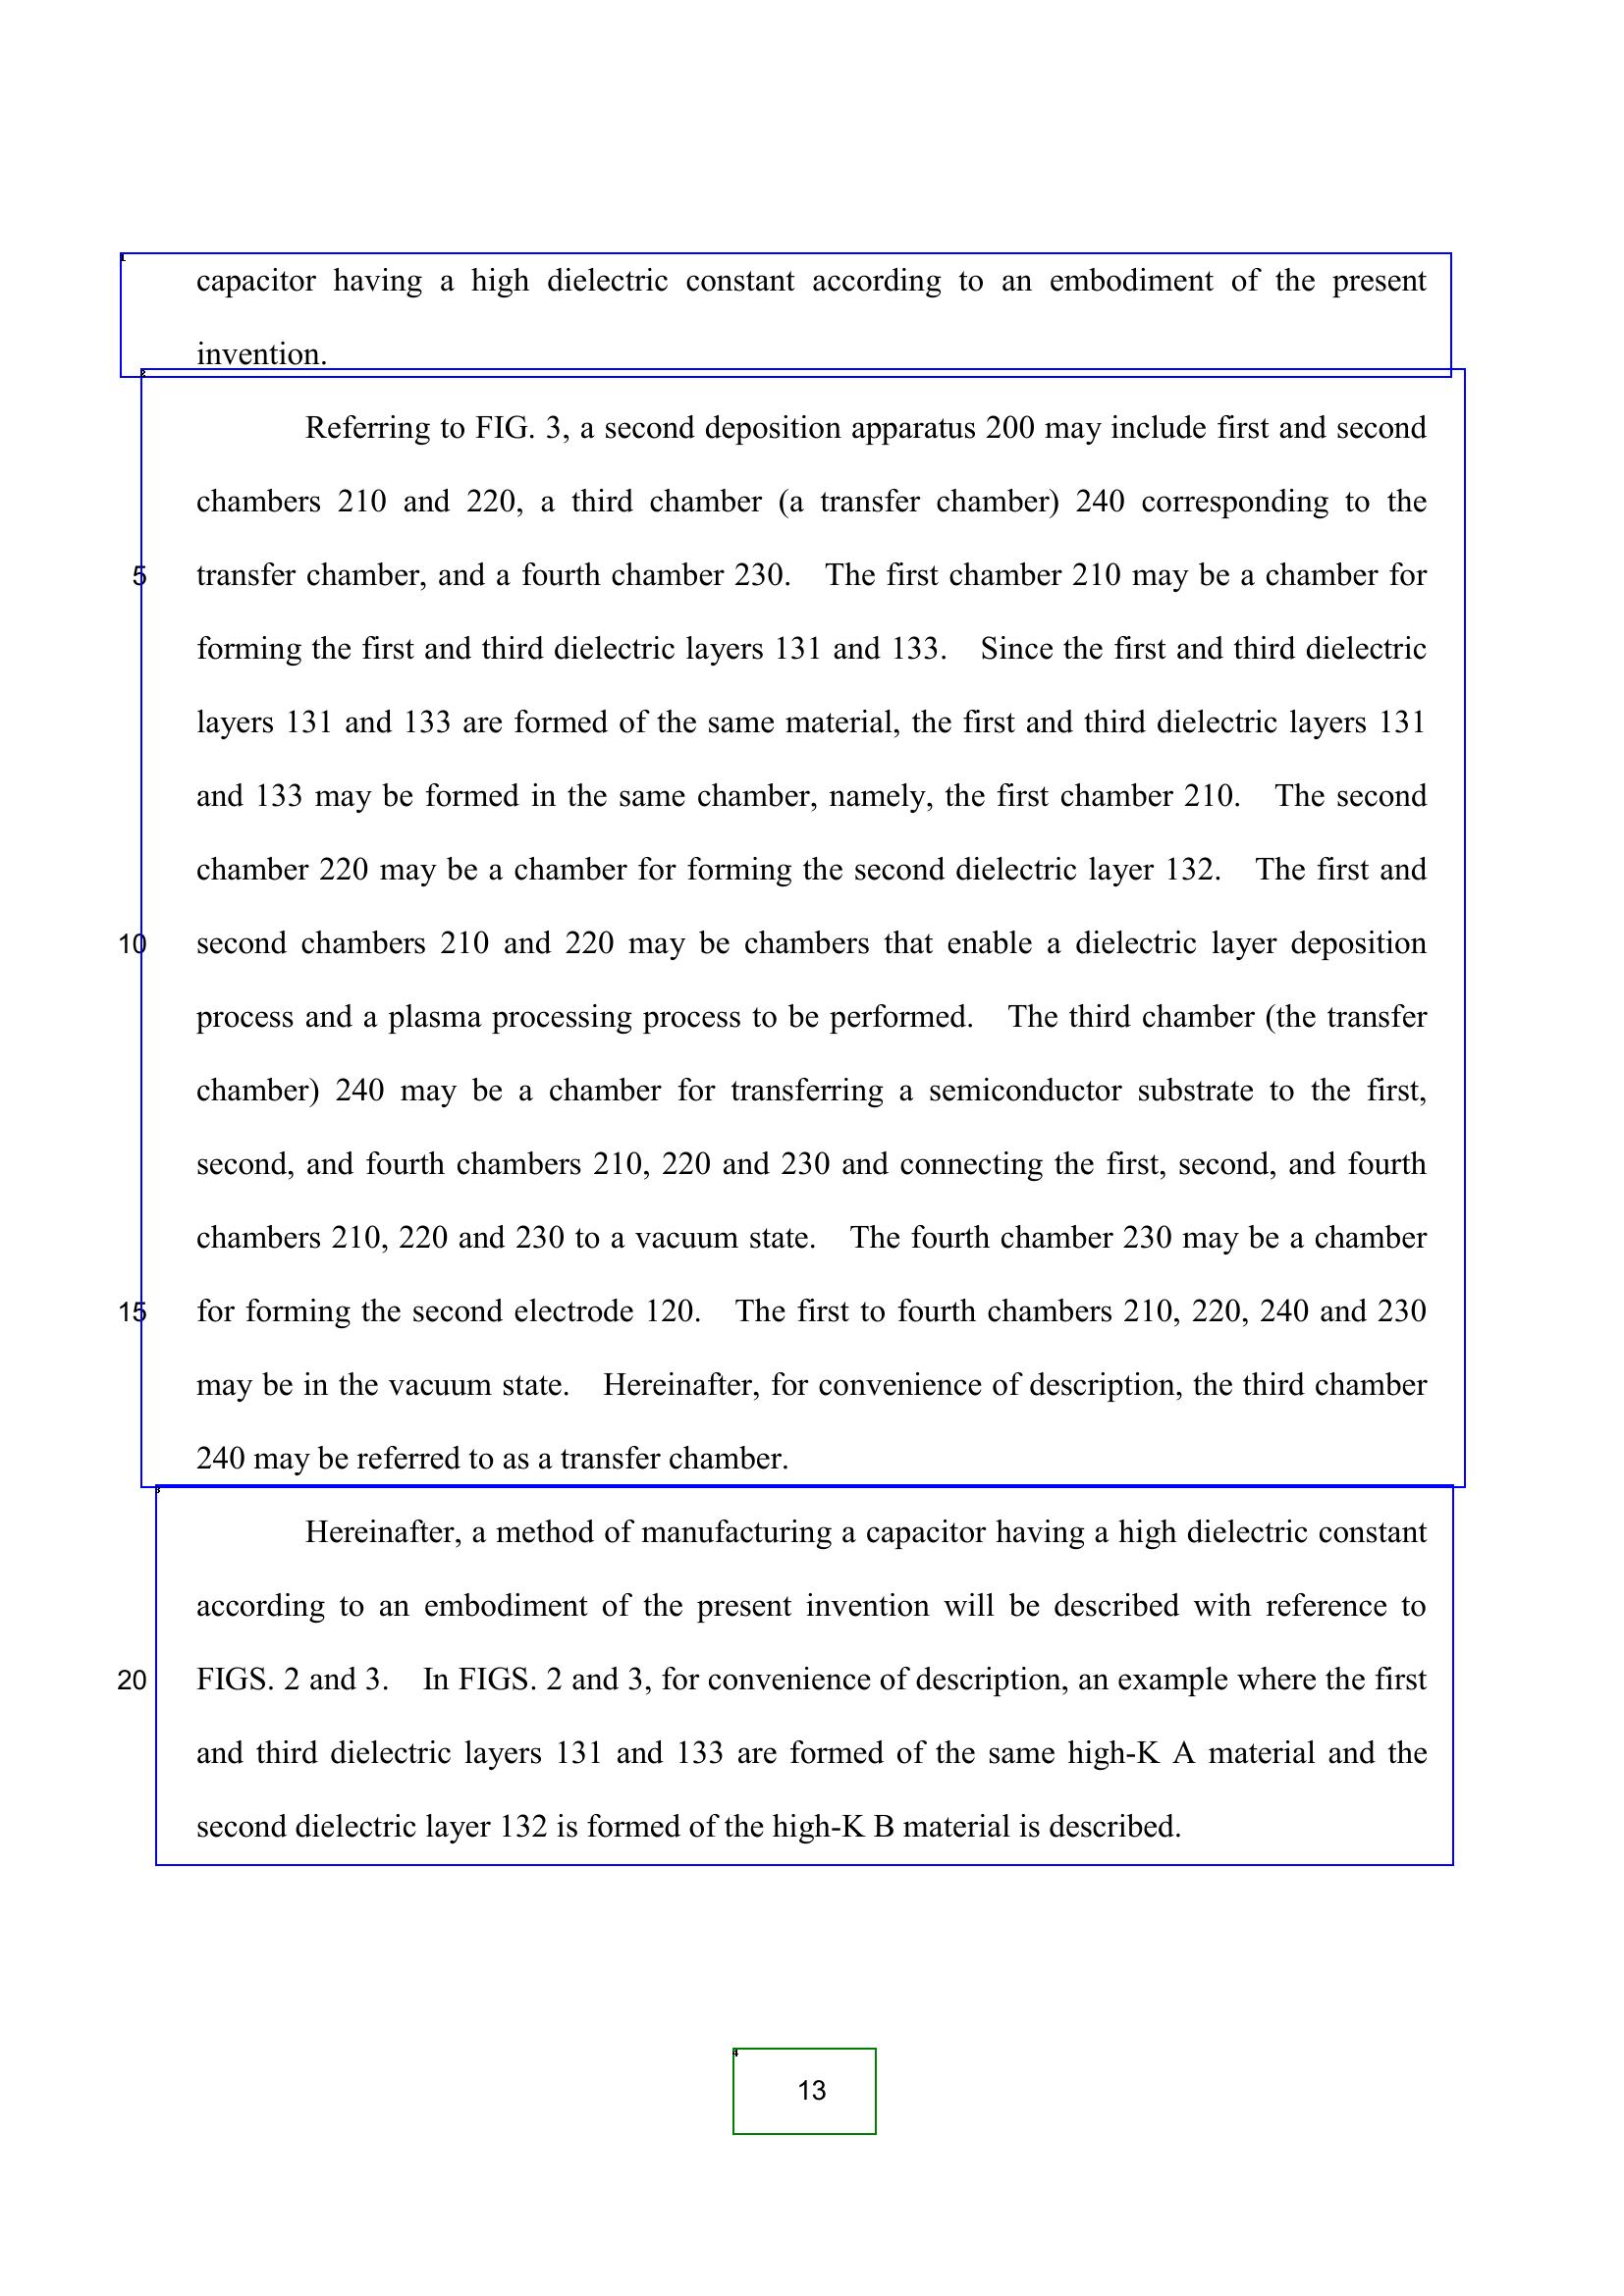 capacitor having a high dielectric constant according to an embodiment of the present
invention.
Referring to FIG. 3, a second deposition apparatus 200 may include first and second
chambers 210 and 220, a third chamber (a transfer chamber) 240 corresponding to the
5 transfer chamber, and a fourth chamber 230. The first chamber 210 may be a chamber for
forming the first and third dielectric layers 131 and 133. Since the first and third dielectric
layers 131 and 133 are formed of the same material, the first and third dielectric layers 131
and 133 may be formed in the same chamber, namely, the first chamber 210. The second
chamber 220 may be a chamber for forming the second dielectric layer 132. The first and
10 second chambers 210 and 220 may be chambers that enable a dielectric layer deposition
process and a plasma processing process to be performed. The third chamber (the transfer
chamber) 240 may be a chamber for transferring a semiconductor substrate to the first,
second, and fourth chambers 210, 220 and 230 and connecting the first, second, and fourth
chambers 210, 220 and 230 to a vacuum state. The fourth chamber 230 may be a chamber
15 for forming the second electrode 120. The first to fourth chambers 210, 220, 240 and 230
may be in the vacuum state. Hereinafter, for convenience of description, the third chamber
240 may be referred to as a transfer chamber.
Hereinafter, a method of manufacturing a capacitor having a high dielectric constant
according to an embodiment of the present invention will be described with reference to
20 FIGS. 2 and 3. In FIGS. 2 and 3, for convenience of description, an example where the first
and third dielectric layers 131 and 133 are formed of the same high-K A material and the
second dielectric layer 132 is formed of the high-K B material is described.
13